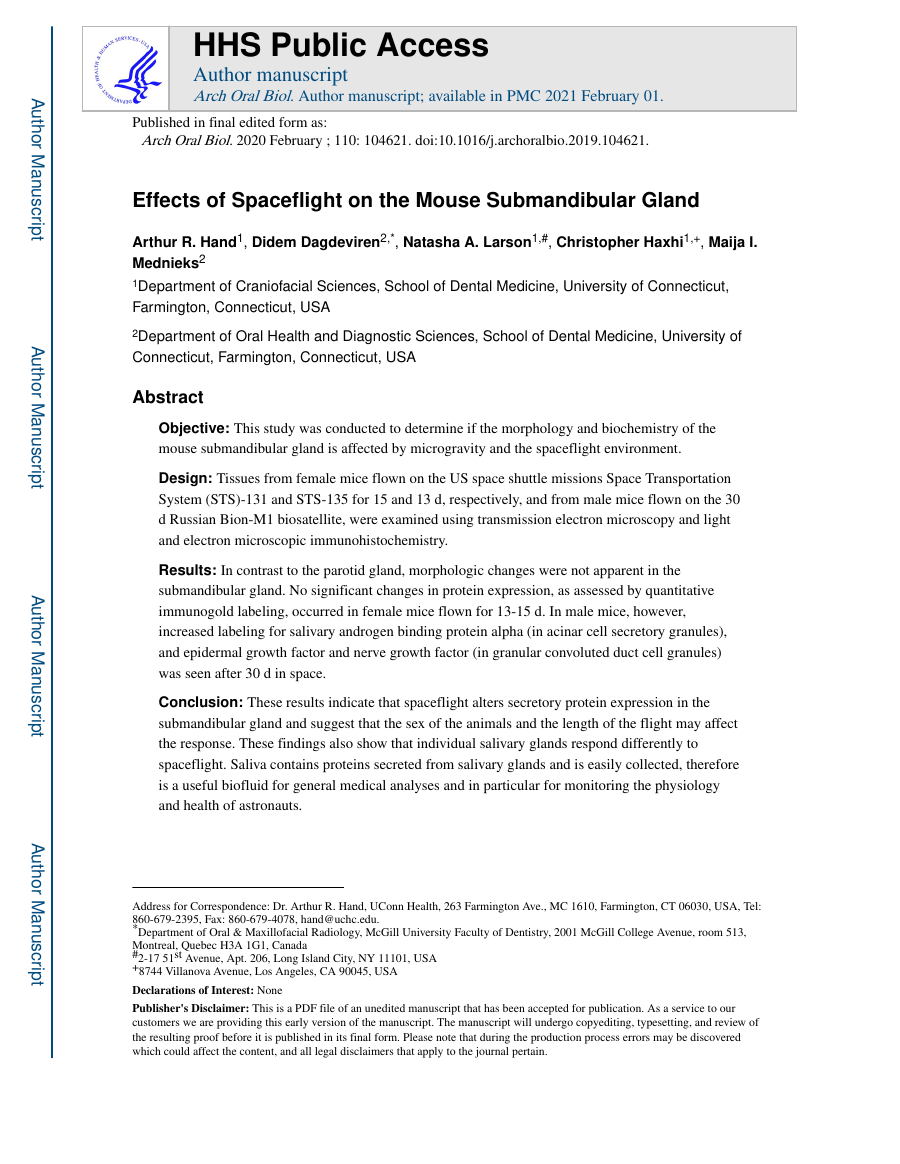 HHS Public Access
Author manuscript
Arch Oral Biol. Author manuscript; available in PMC 2021 February 01.
Published in final edited form as:
Arch Oral Biol. 2020 February ; 110: 104621. doi:10.1016/j.archoralbio.2019.104621.
Effects of Spaceflight on the Mouse Submandibular Gland
Arthur R. Hand1, Didem Dagdeviren2,*, Natasha A. Larson1,#, Christopher Haxhi1,+, Maija I.
Mednieks2
1Department of Craniofacial Sciences, School of Dental Medicine, University of Connecticut,
Farmington, Connecticut, USA
2Department of Oral Health and Diagnostic Sciences, School of Dental Medicine, University of
Connecticut, Farmington, Connecticut, USA
Abstract
Objective: This study was conducted to determine if the morphology and biochemistry of the
mouse submandibular gland is affected by microgravity and the spaceflight environment.
Design: Tissues from female mice flown on the US space shuttle missions Space Transportation
System (STS)-131 and STS-135 for 15 and 13 d, respectively, and from male mice flown on the 30
d Russian Bion-M1 biosatellite, were examined using transmission electron microscopy and light
and electron microscopic immunohistochemistry.
Results: In contrast to the parotid gland, morphologic changes were not apparent in the
submandibular gland. No significant changes in protein expression, as assessed by quantitative
immunogold labeling, occurred in female mice flown for 13-15 d. In male mice, however,
increased labeling for salivary androgen binding protein alpha (in acinar cell secretory granules),
and epidermal growth factor and nerve growth factor (in granular convoluted duct cell granules)
was seen after 30 d in space.
Conclusion: These results indicate that spaceflight alters secretory protein expression in the
submandibular gland and suggest that the sex of the animals and the length of the flight may affect
the response. These findings also show that individual salivary glands respond differently to
spaceflight. Saliva contains proteins secreted from salivary glands and is easily collected, therefore
is a useful biofluid for general medical analyses and in particular for monitoring the physiology
and health of astronauts.
Address for Correspondence: Dr. Arthur R. Hand, UConn Health, 263 Farmington Ave., MC 1610, Farmington, CT 06030, USA, Tel:
860-679-2395, Fax: 860-679-4078, hand@uchc.edu.
*Department of Oral & Maxillofacial Radiology, McGill University Faculty of Dentistry, 2001 McGill College Avenue, room 513,
Montreal, Quebec H3A 1G1, Canada
#2-17 51st Avenue, Apt. 206, Long Island City, NY 11101, USA
+8744 Villanova Avenue, Los Angeles, CA 90045, USA
Declarations of Interest: None
Publisher's Disclaimer: This is a PDF file of an unedited manuscript that has been accepted for publication. As a service to our
customers we are providing this early version of the manuscript. The manuscript will undergo copyediting, typesetting, and review of
the resulting proof before it is published in its final form. Please note that during the production process errors may be discovered
which could affect the content, and all legal disclaimers that apply to the journal pertain.
Author Manuscript
Author Manuscript
Author Manuscript
Author Manuscript
DEPARTMENT OF HEALTH & HUMAN SERVICES · USA